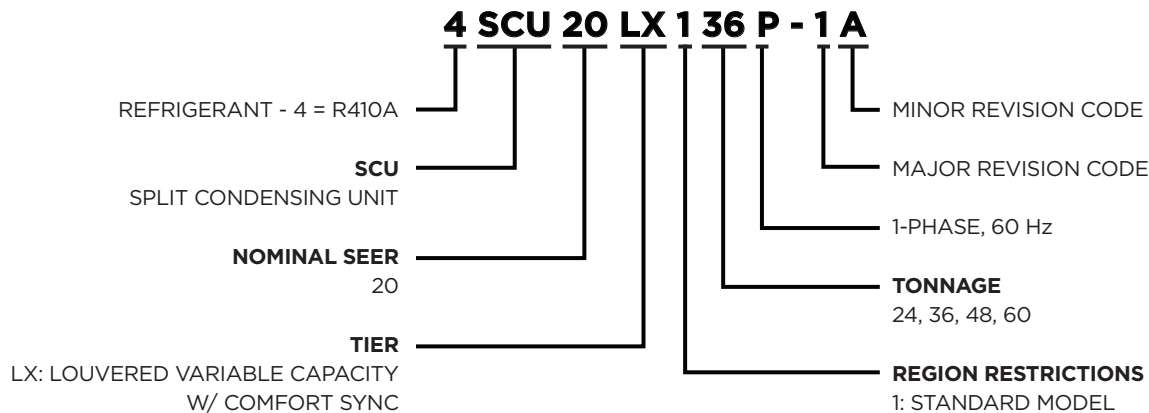 4 SCU 20 LX 1 36 P - 1 A
REFRIGERANT - 4 = R410A
SCU
SPLIT CONDENSING UNIT
NOMINAL SEER
20
TIER
LX: LOUVERED VARIABLE CAPACITY
W/ COMFORT SYNC
MINOR REVISION CODE
MAJOR REVISION CODE
1-PHASE, 60 Hz
TONNAGE
24, 36, 48, 60
REGION RESTRICTIONS
1: STANDARD MODEL